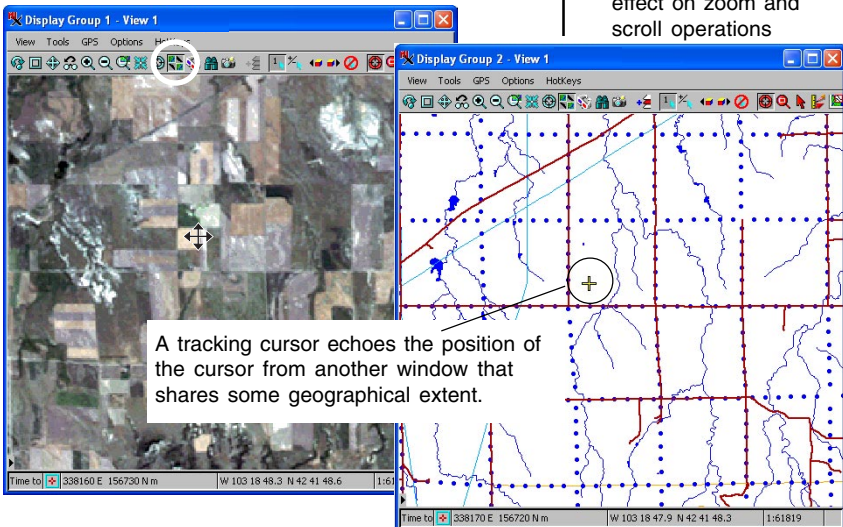 effect on zoom and
scroll operations
Display Group 1 - View 1
View Tools GPS Options HotKeys
Display Group 2 - View 1
View Tools GPS Options HotKeys
A tracking cursor echoes the position of
the cursor from another window that
shares some geographical extent.
Time to 338160 E 156730 N m W 103 18 48.3 N 42 41 48.6
Time to 338170 E 156720 N m W 103 18 47.9 N 42 41 48.3 1:61819